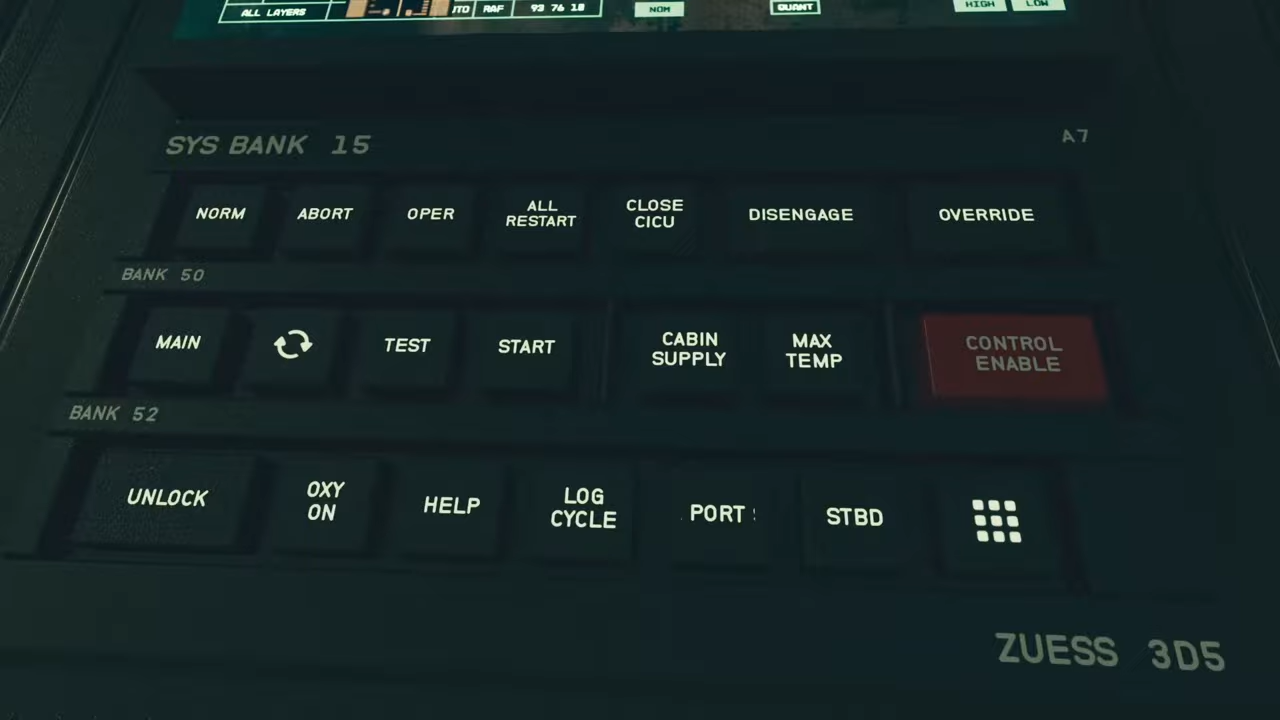 ALL LAYERS
RAF
93 76 18
NOM
QUANT
HIGH
LOW
SYS BANK 15
A7
NORM
ABORT
OPER
ALL
RESTART
CLOSE
CICU
DISENGAGE
OVERRIDE
BANK 50
MAIN
TEST
START
CABIN
SUPPLY
MAX
TEMP
CONTROL
ENABLE
BANK 52
UNLOCK
OXY
ON
HELP
LOG
CYCLE
PORT
STBD
ZUESS 3D5